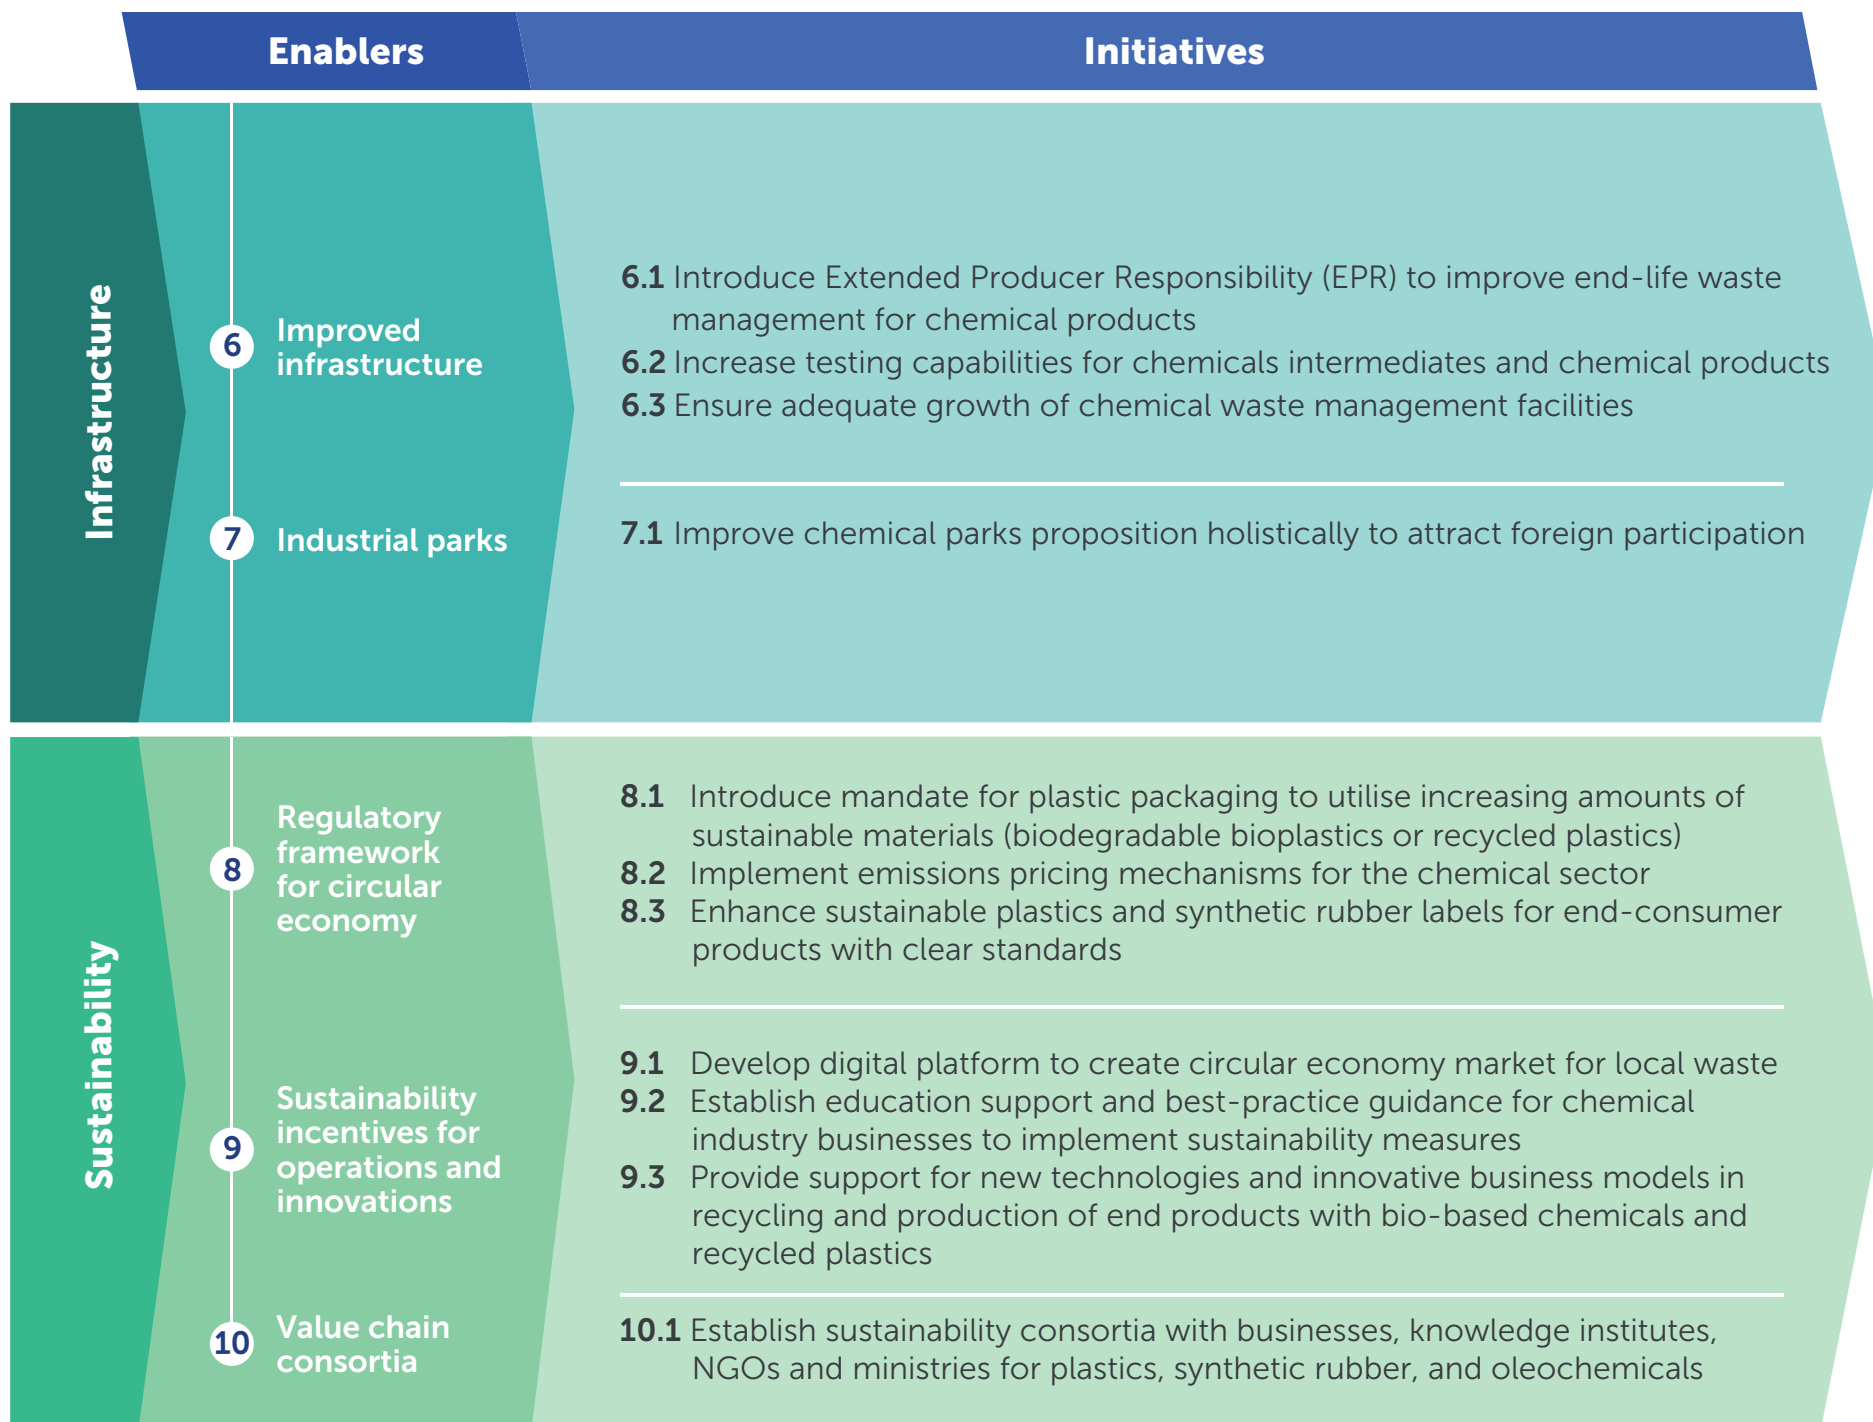 Enablers
Initiatives
Infrastructure
6
Improved
infrastructure
6.1 Introduce Extended Producer Responsibility (EPR) to improve end-life waste
management for chemical products
6.2 Increase testing capabilities for chemicals intermediates and chemical products
6.3 Ensure adequate growth of chemical waste management facilities
7
Industrial parks
7.1 Improve chemical parks proposition holistically to attract foreign participation
Sustainability
8
Regulatory
framework
for circular
economy
8.1 Introduce mandate for plastic packaging to utilise increasing amounts of
sustainable materials (biodegradable bioplastics or recycled plastics)
8.2 Implement emissions pricing mechanisms for the chemical sector
8.3 Enhance sustainable plastics and synthetic rubber labels for end-consumer
products with clear standards
9
Sustainability
incentives for
operations and
innovations
9.1 Develop digital platform to create circular economy market for local waste
9.2 Establish education support and best-practice guidance for chemical
industry businesses to implement sustainability measures
9.3 Provide support for new technologies and innovative business models in
recycling and production of end products with bio-based chemicals and
recycled plastics
10
Value chain
consortia
10.1 Establish sustainability consortia with businesses, knowledge institutes,
NGOs and ministries for plastics, synthetic rubber, and oleochemicals